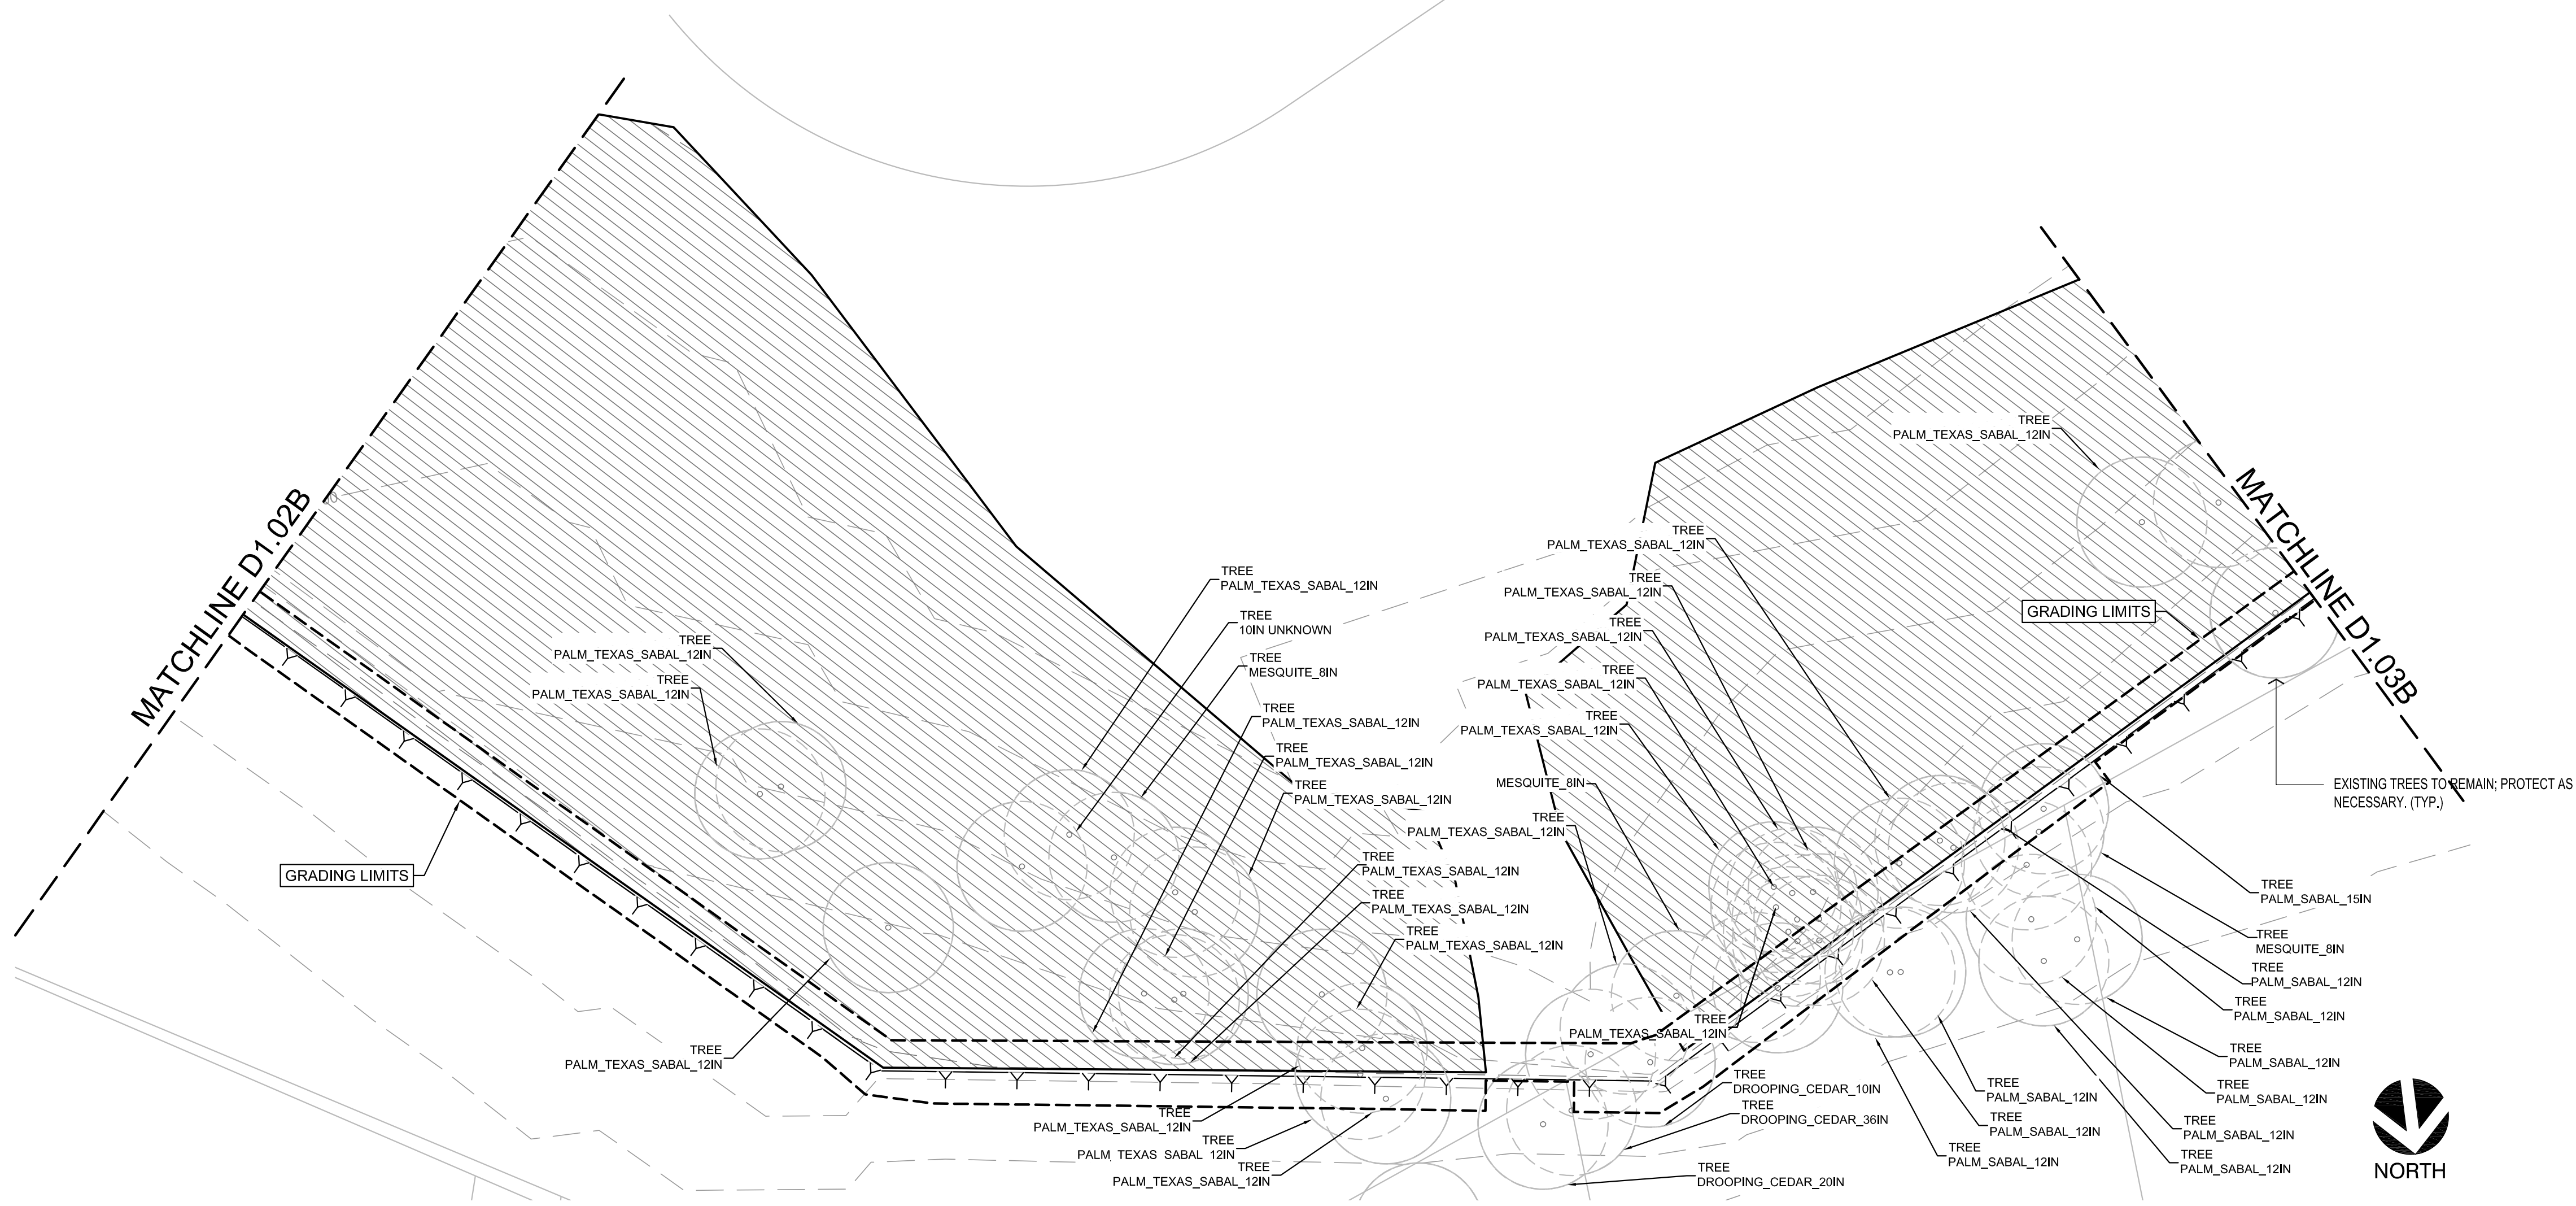 MATCHLINE D1.02B
GRADING LIMITS
TREE
PALM_TEXAS_SABAL_12IN
TREE
PALM_TEXAS_SABAL_12IN
TREE
PALM_TEXAS_SABAL_12IN
TREE
PALM_TEXAS_SABAL_12IN
TREE
10IN UNKNOWN
TREE
MESQUITE_8IN
TREE
PALM_TEXAS_SABAL_12IN
TREE
PALM_TEXAS_SABAL_12IN
TREE
PALM_TEXAS_SABAL_12IN
TREE
PALM_TEXAS_SABAL_12IN
TREE
PALM_TEXAS_SABAL_12IN
TREE
PALM_TEXAS_SABAL_12IN
TREE
PALM_TEXAS_SABAL_12IN
TREE
PALM_TEXAS_SABAL_12IN
TREE
PALM_TEXAS_SABAL_12IN
TREE
PALM_TEXAS_SABAL_12IN
TREE
PALM_TEXAS_SABAL_12IN
TREE
PALM_TEXAS_SABAL_12IN
TREE
PALM_TEXAS_SABAL_12IN
TREE
PALM_TEXAS_SABAL_12IN
TREE
PALM_TEXAS_SABAL_12IN
MESQUITE_8IN
TREE
PALM_TEXAS_SABAL_12IN
TREE
PALM_TEXAS_SABAL_12IN
TREE
DROOPING_CEDAR_10IN
TREE
DROOPING_CEDAR_36IN
TREE
DROOPING_CEDAR_20IN
GRADING LIMITS
MATCHLINE D1.03B
EXISTING TREES TO REMAIN; PROTECT AS
NECESSARY. (TYP.)
TREE
PALM_SABAL_15IN
TREE
MESQUITE_8IN
TREE
PALM_SABAL_12IN
TREE
PALM_SABAL_12IN
TREE
PALM_SABAL_12IN
TREE
PALM_SABAL_12IN
TREE
PALM_SABAL_12IN
TREE
PALM_SABAL_12IN
TREE
PALM_SABAL_12IN
TREE
PALM_SABAL_12IN
TREE
PALM_SABAL_12IN
NORTH